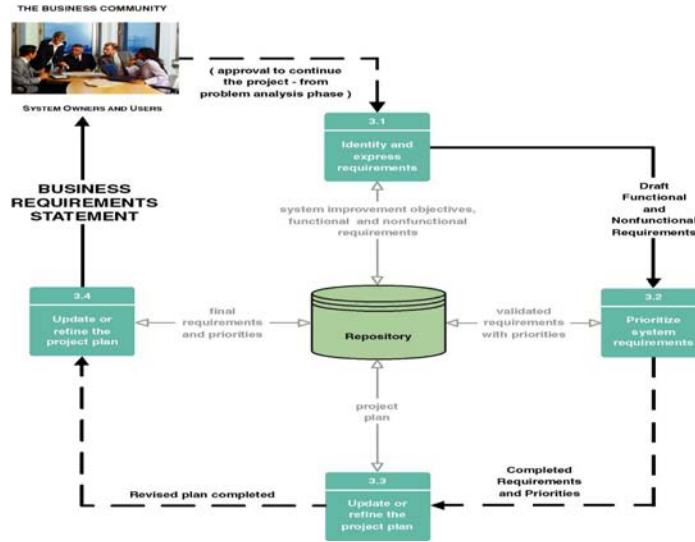 THE BUSINESS COMMUNITY
SYSTEM OWNERS AND USERS
( approval to continue
the project - from
problem analysis phase )
3.1
Identify and
express
requirements
BUSINESS
REQUIREMENTS
STATEMENT
system improvement objectives,
functional and nonfunctional
requirements
Draft
Functional
and
Nonfunctional
Requirements
3.4
Update or
refine the
project plan
final
requirements
and priorities
Repository
validated
requirements
with priorities
3.2
Prioritize
system
requirements
project
plan
Revised plan completed
3.3
Update or
refine the
project plan
Completed
Requirements
and Priorities